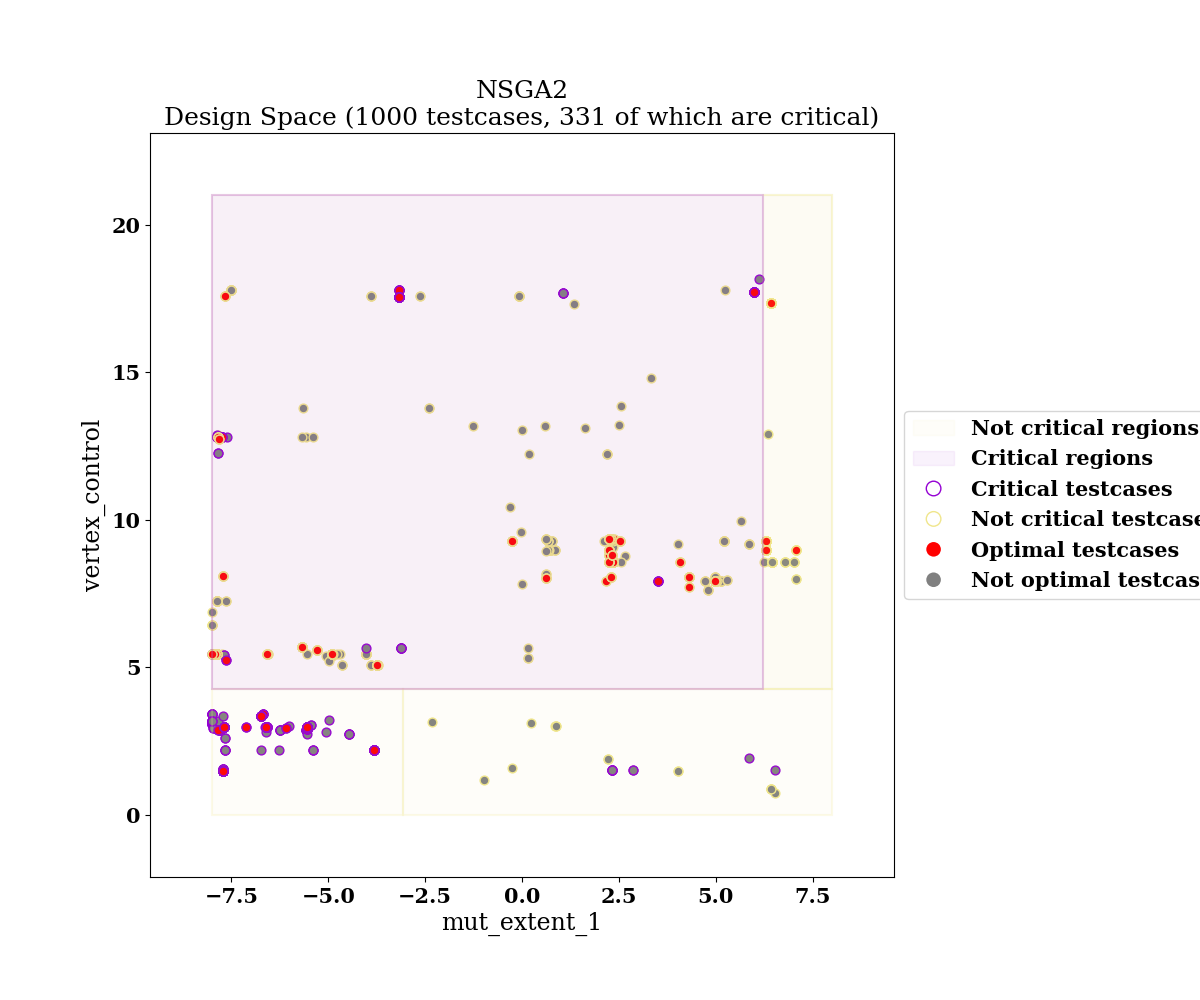 NSGA2
Design Space (1000 testcases, 331 of which are critical)
20
15
10
5
0
vertex_control
−7.5
−5.0
−2.5
0.0
2.5
5.0
7.5
mut_extent_1
Not critical regions
Critical regions
Critical testcases
Not critical testcase
Optimal testcases
Not optimal testcas